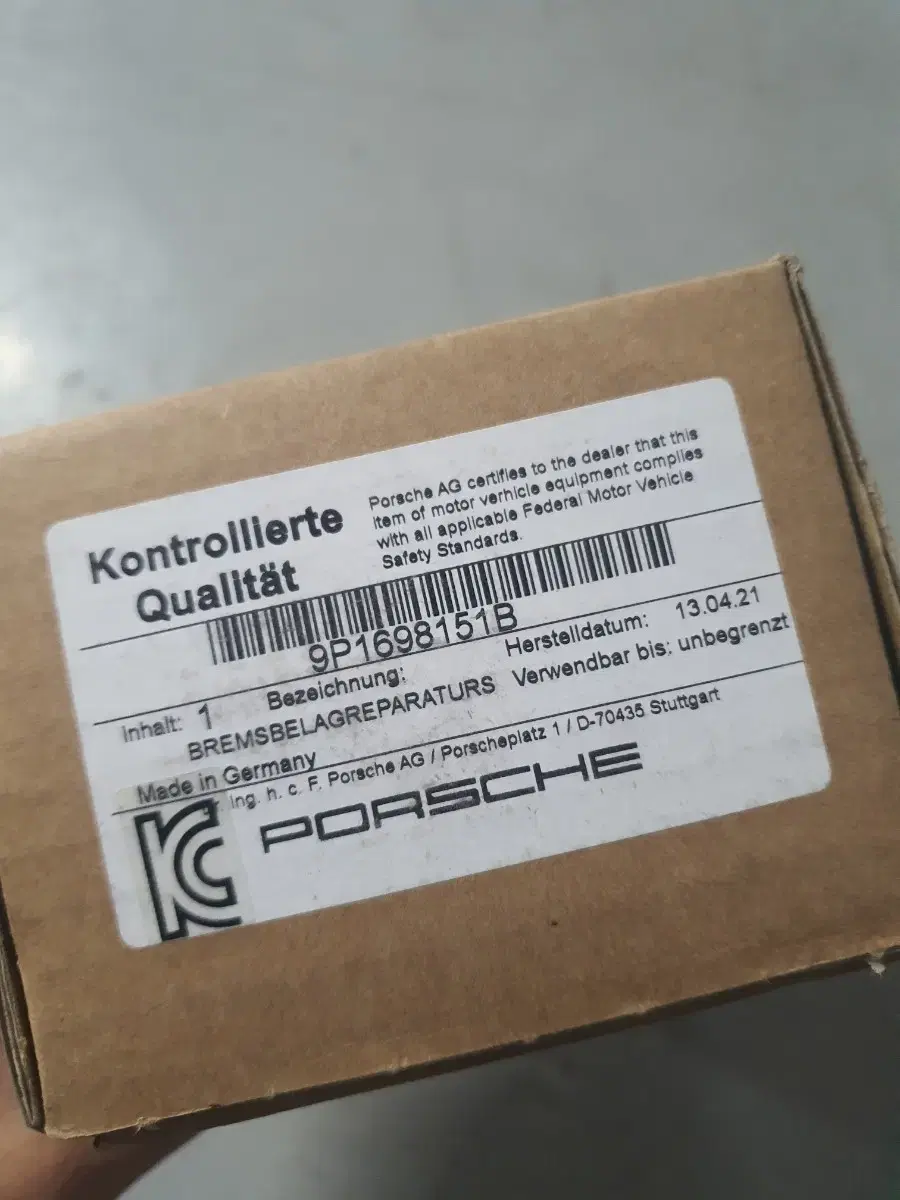 Kontrollierte
Qualität
Porsche AG certifies to the dealer that this
item of motor verhicle equipment complies
with all applicable Federal Motor Vehicle
Safety Standards.
9P1698151B
Inhalt: 1
Bezeichnung:
BREMSBELAGREPARATURS
Herstelldatum: 13.04.21
Verwendbar bis: unbegrenzt
Made in Germany
Ing. h. c. F. Porsche AG / Porscheplatz 1 / D-70435 Stuttgart
KC
PORSCHE